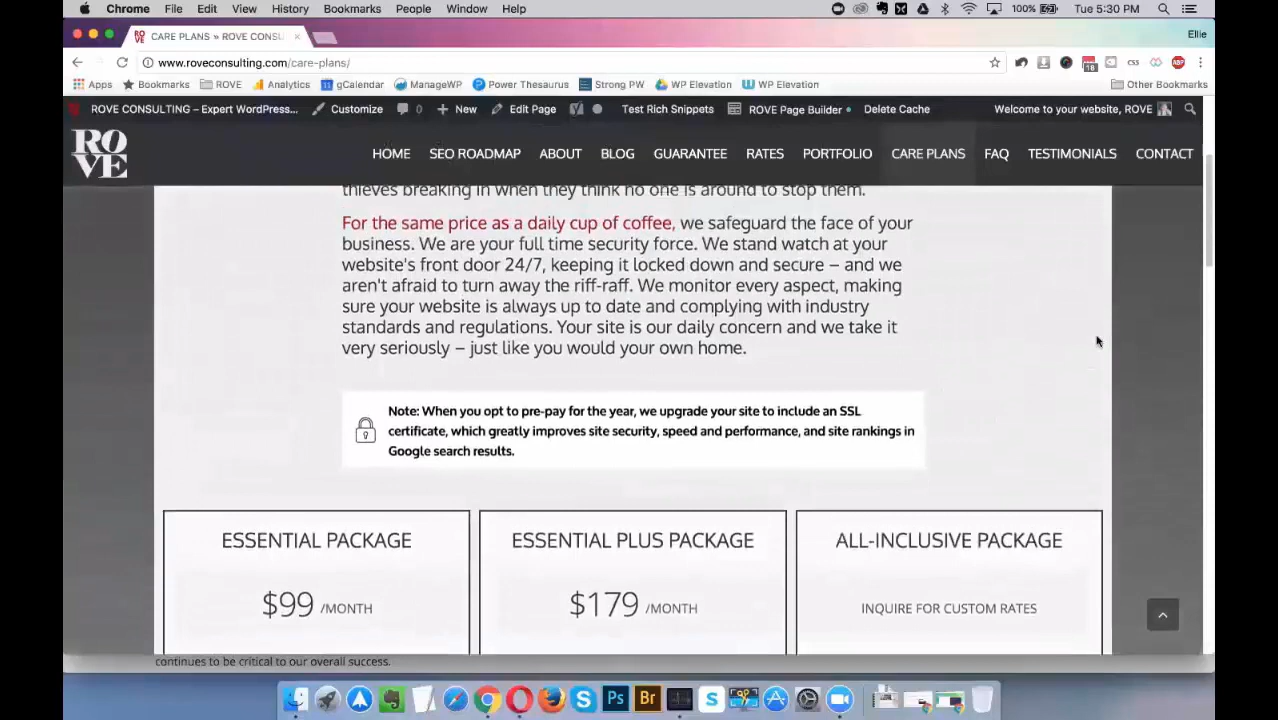 Chrome File Edit View History Bookmarks People Window Help 100% Tue 5:30 PM
CARE PLANS » ROVE CONSU × Ellie
www.roveconsulting.com/care-plans/
Apps Bookmarks ROVE Analytics gCalendar ManageWP Power Thesaurus Strong PW WP Elevation WP Elevation Other Bookmarks
ROVE CONSULTING – Expert WordPress... Customize 0 New Edit Page Test Rich Snippets ROVE Page Builder Delete Cache Welcome to your website, ROVE
RO
VE
HOME SEO ROADMAP ABOUT BLOG GUARANTEE RATES PORTFOLIO CARE PLANS FAQ TESTIMONIALS CONTACT
thieves breaking in when they think no one is around to stop them.
For the same price as a daily cup of coffee, we safeguard the face of your
business. We are your full time security force. We stand watch at your
website's front door 24/7, keeping it locked down and secure – and we
aren't afraid to turn away the riff-raff. We monitor every aspect, making
sure your website is always up to date and complying with industry
standards and regulations. Your site is our daily concern and we take it
very seriously – just like you would your own home.
Note: When you opt to pre-pay for the year, we upgrade your site to include an SSL
certificate, which greatly improves site security, speed and performance, and site rankings in
Google search results.
ESSENTIAL PACKAGE ESSENTIAL PLUS PACKAGE ALL-INCLUSIVE PACKAGE
$99 /MONTH $179 /MONTH INQUIRE FOR CUSTOM RATES
continues to be critical to our overall success.
Ps Br